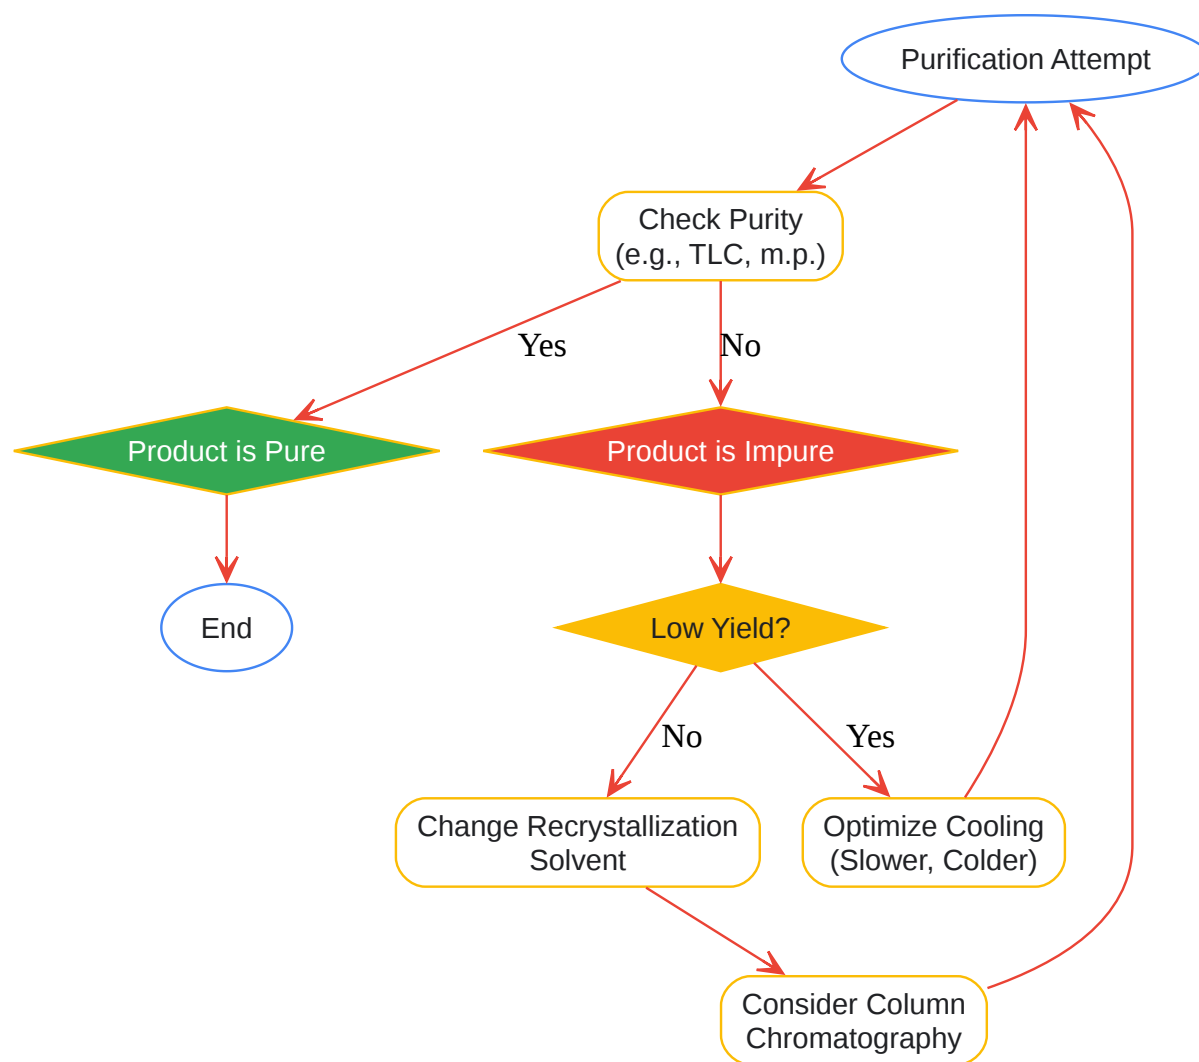 Purification Attempt
Check Purity
(e.g., TLC, m.p.)
Yes
No
Product is Pure
Product is Impure
End
Low Yield?
No
Yes
Change Recrystallization
Solvent
Optimize Cooling
(Slower, Colder)
Consider Column
Chromatography